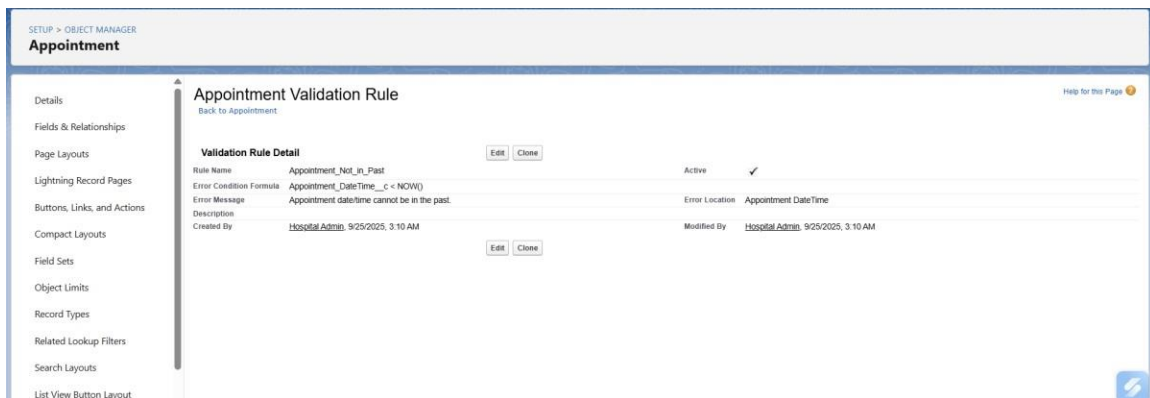 SETUP > OBJECT MANAGER
Appointment
Details
Fields & Relationships
Page Layouts
Lightning Record Pages
Buttons, Links, and Actions
Compact Layouts
Field Sets
Object Limits
Record Types
Related Lookup Filters
Search Layouts
List View Button Layout
Appointment Validation Rule
Help for this Page
Back to Appointment
Validation Rule Detail Edit Clone
Rule Name Appointment_Not_in_Past Active
Error Condition Formula Appointment_DateTime__c < NOW()
Error Message Appointment date/time cannot be in the past. Error Location Appointment DateTime
Description
Created By Hospital Admin, 9/25/2025, 3:10 AM Modified By Hospital Admin, 9/25/2025, 3:10 AM
Edit Clone